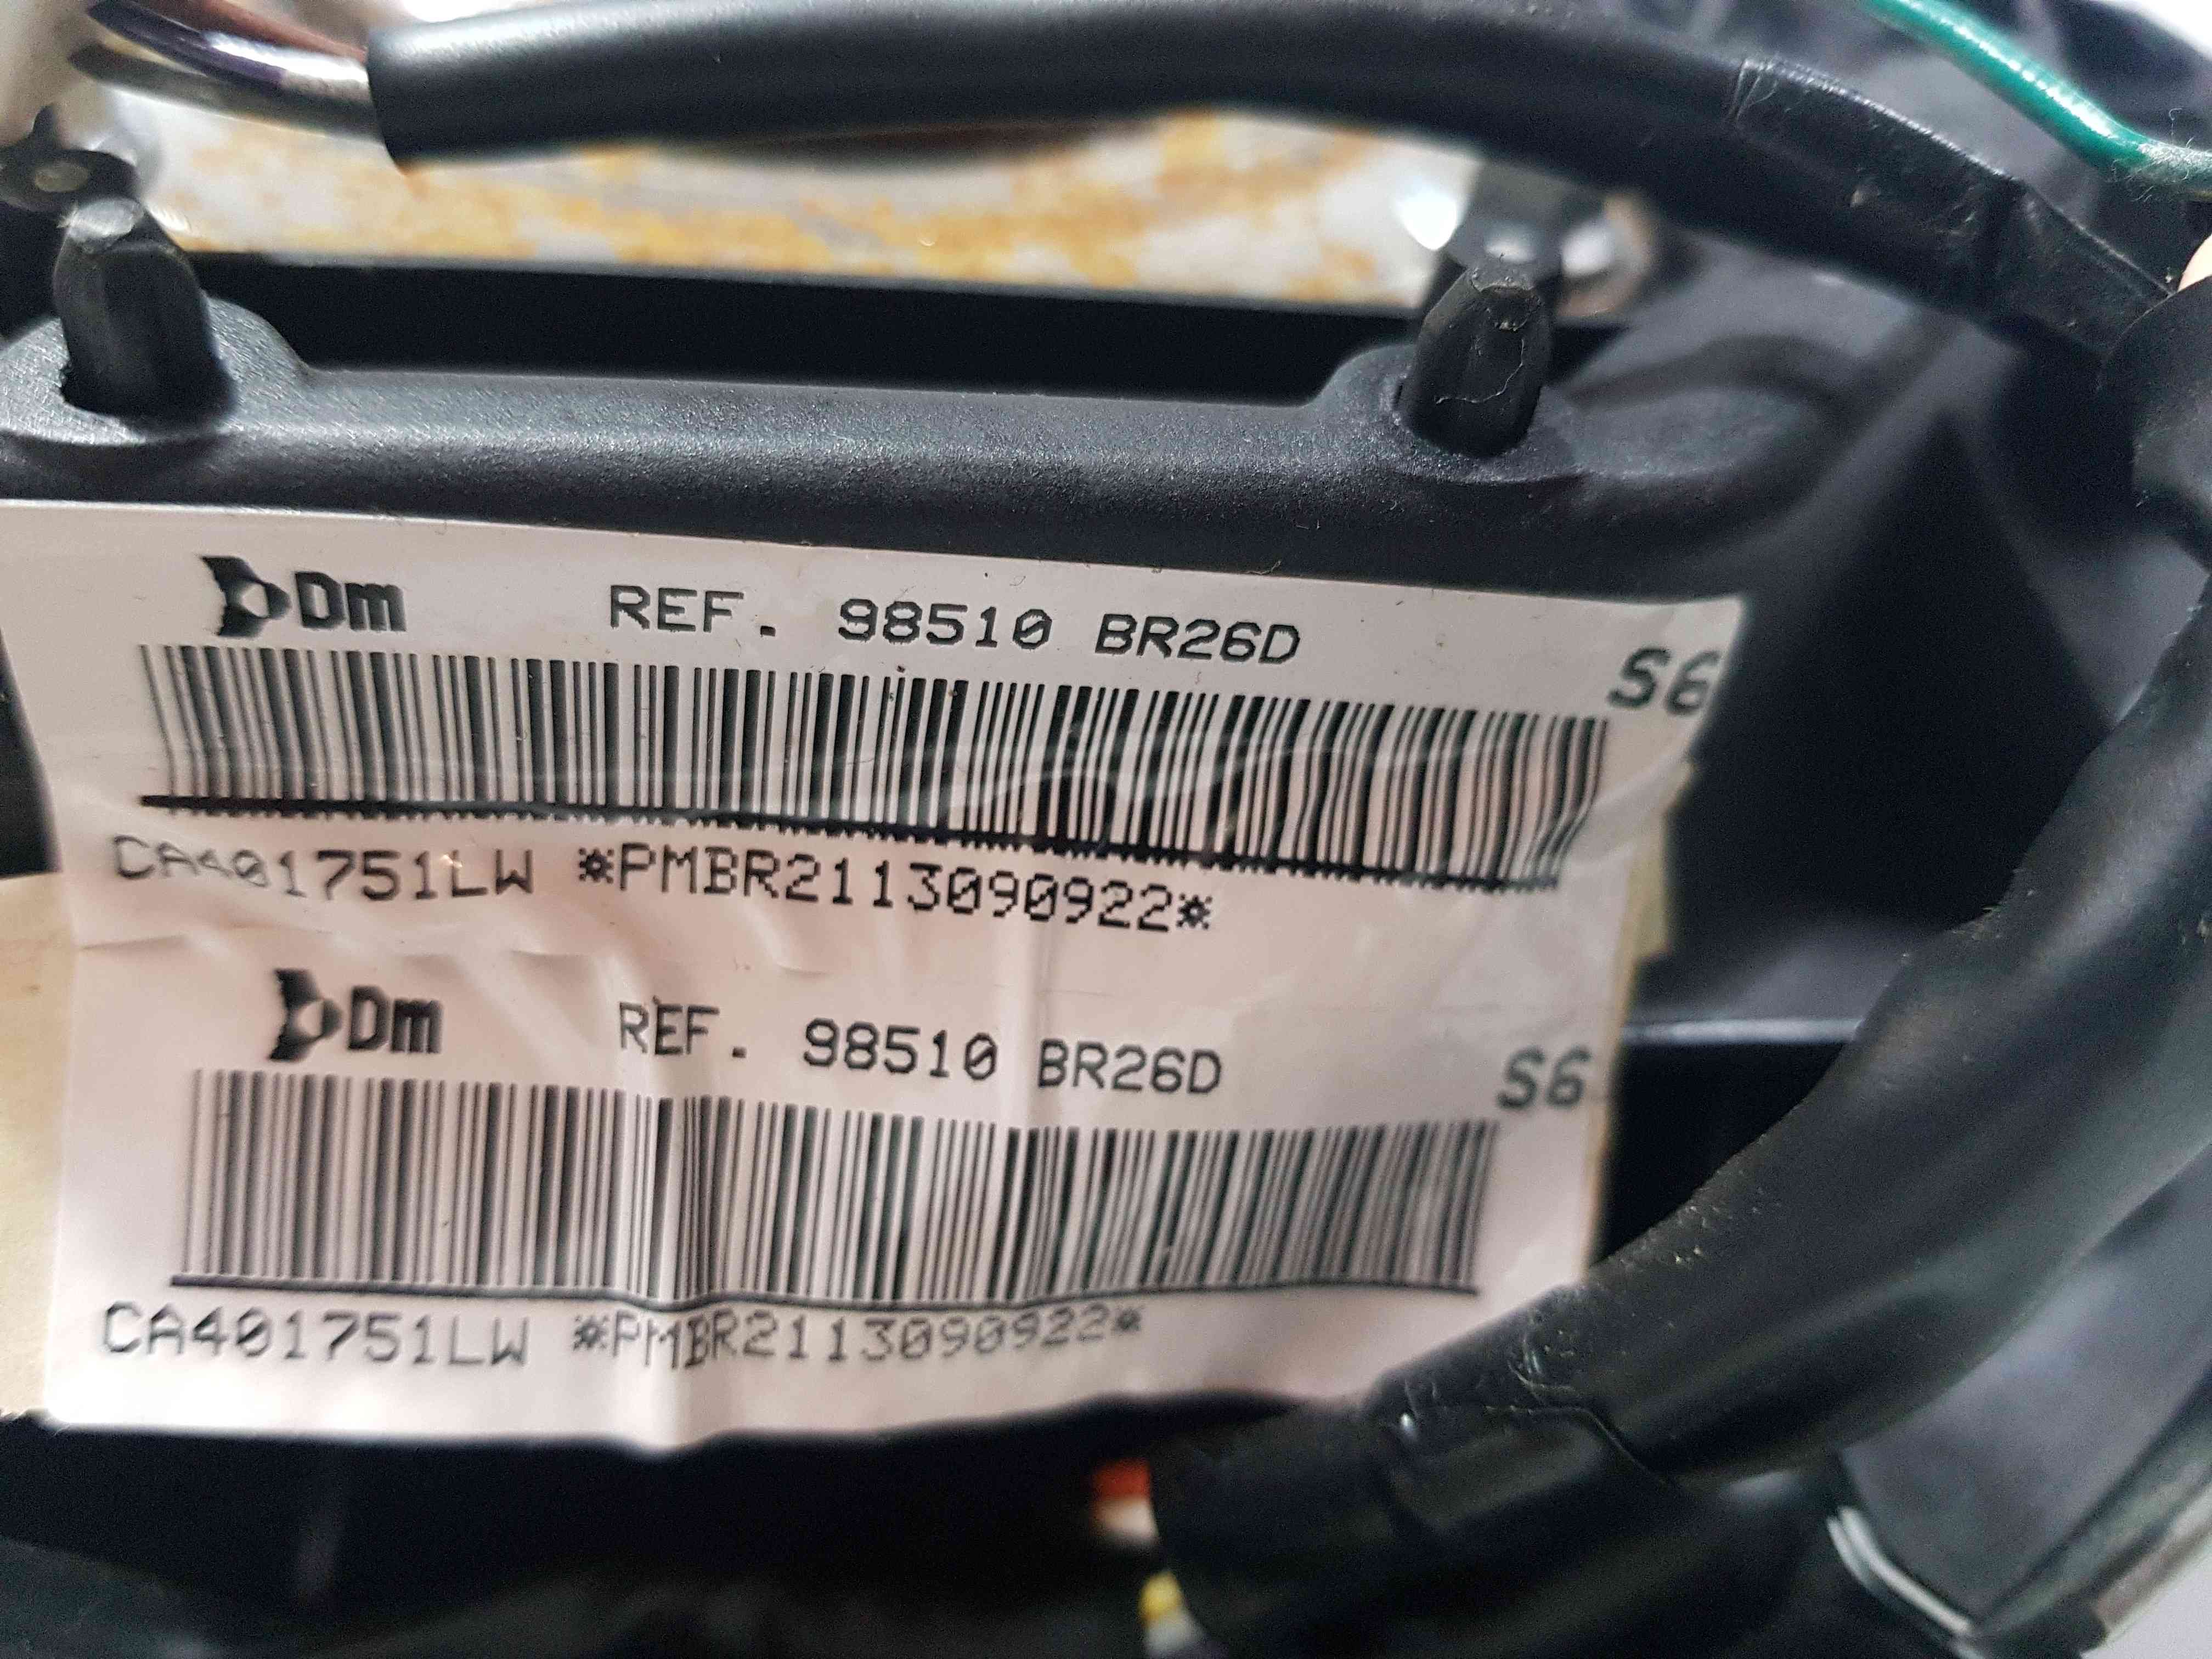 Dm REF. 98510 BR26D S6
CA401751LW *PMBR2113090922*
Dm REF. 98510 BR26D S6
CA401751LW *PMBR2113090922*